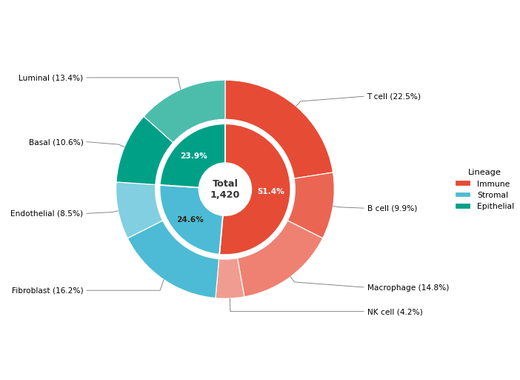 Luminal (13.4%)
T cell (22.5%)
Basal (10.6%)
23.9%
Lineage
Immune
Stromal
Epithelial
Total
1,420
51.4%
Endothelial (8.5%)
24.6%
B cell (9.9%)
Fibroblast (16.2%)
Macrophage (14.8%)
NK cell (4.2%)